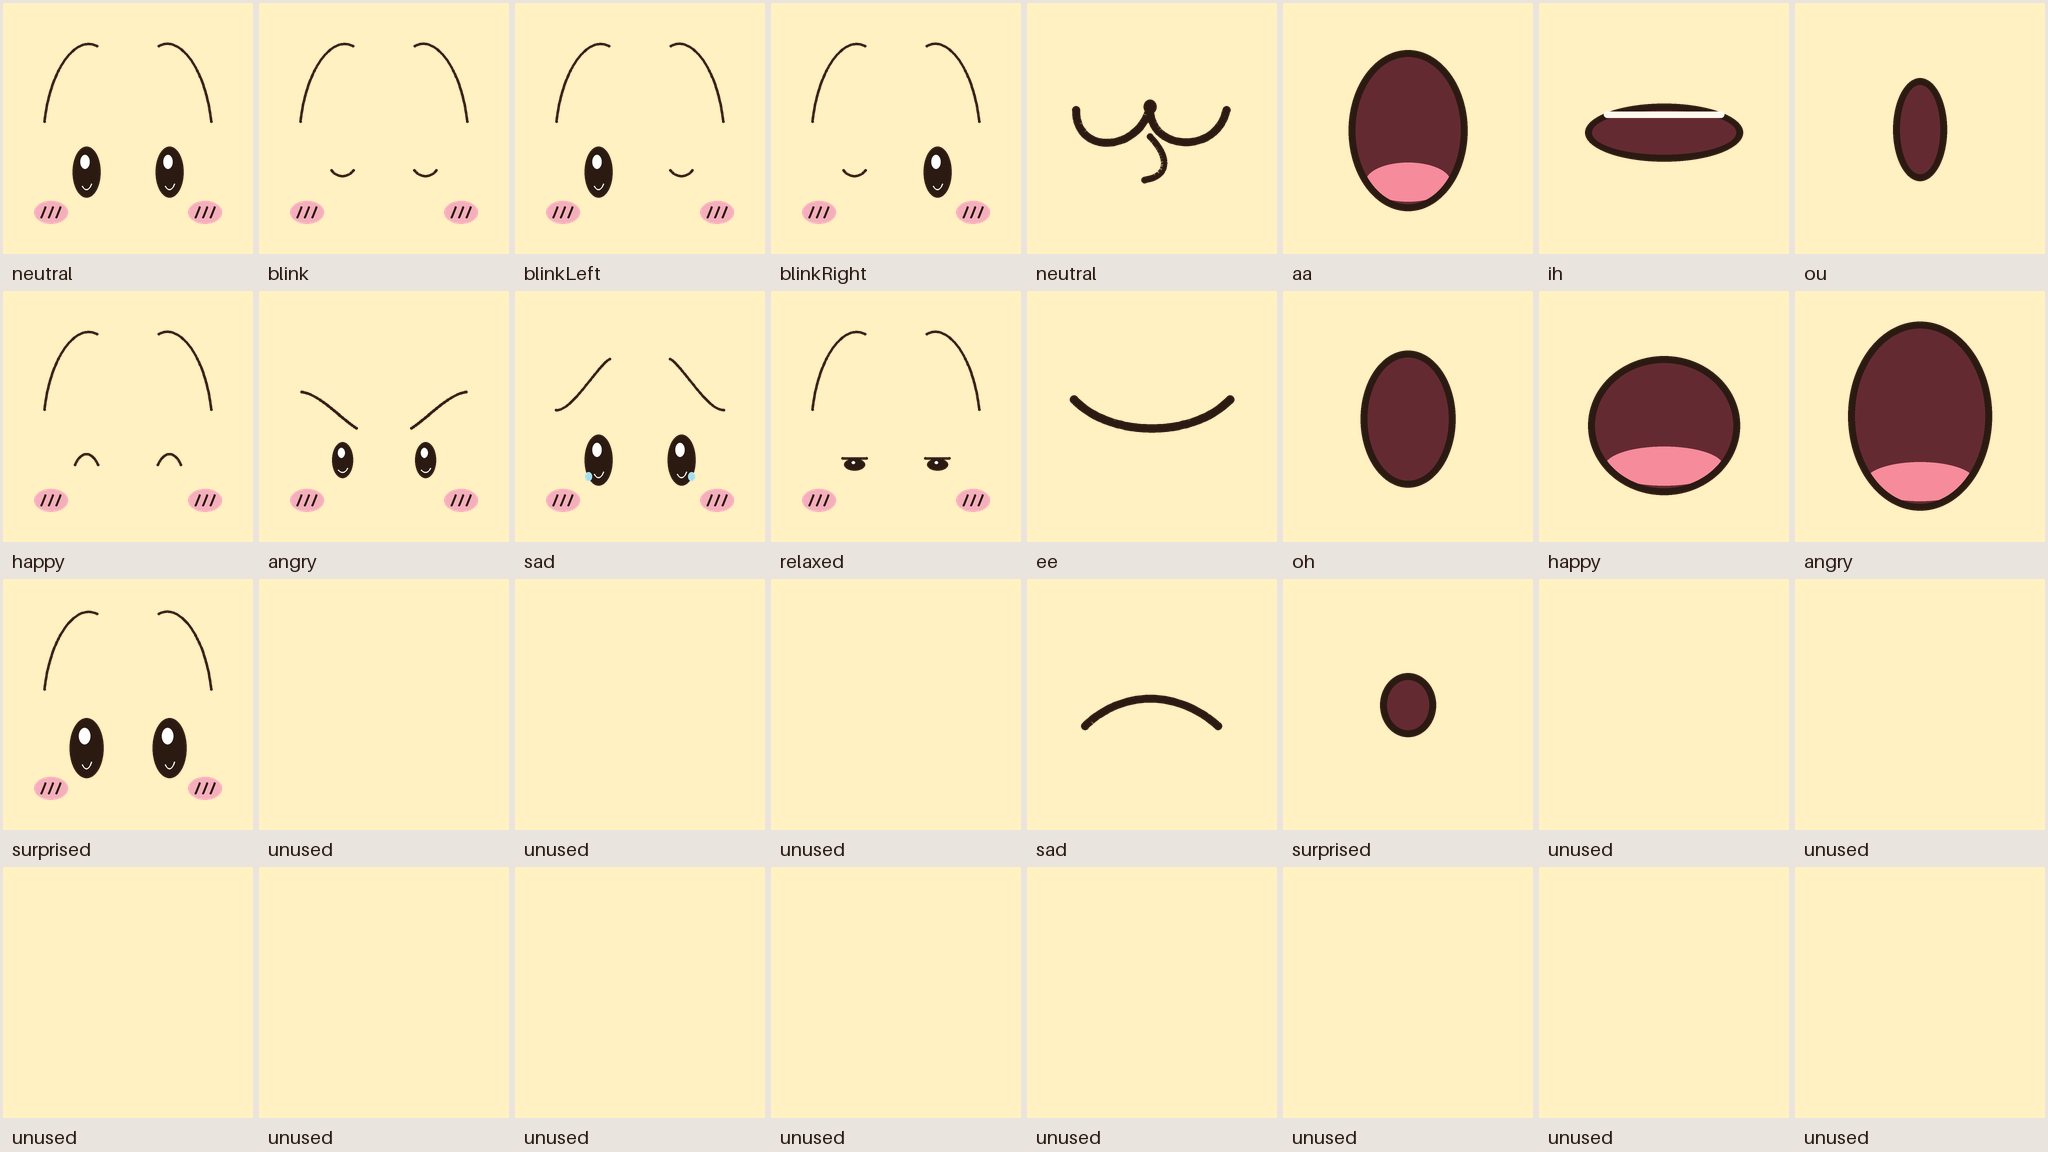 neutral blink blinkLeft blinkRight neutral aa ih ou
happy angry sad relaxed ee oh happy angry
surprised unused unused unused sad surprised unused unused
unused unused unused unused unused unused unused unused